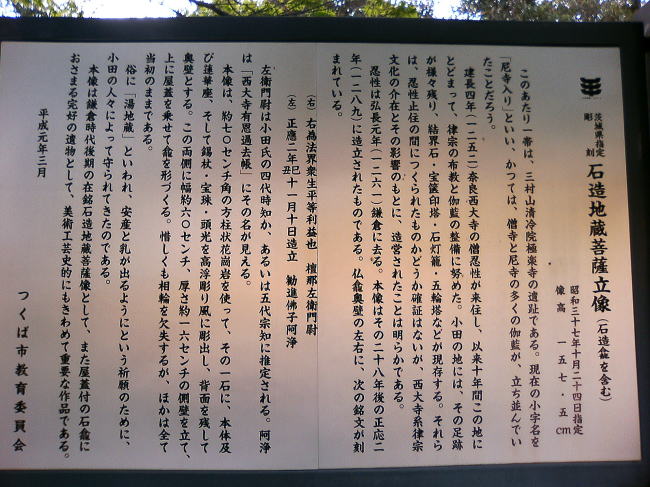 茨城県指定
彫刻
石造地蔵菩薩立像（石造龕を含む）
昭和三十七年十月二十四日指定
像高　一五七・五cm
このあたり一帯は、三村山清冷院極楽寺の遺趾である。現在の小字名を
「尼寺入り」といい、かつては、僧寺と尼寺の多くの伽藍が、立ち並んでい
たことだろう。
建長四年（一二五二）奈良西大寺の僧忍性が来住し、以来十年間この地に
とどまって、律宗の布教と伽藍の整備に努めた。小田の地には、その足跡
が様々残り、結界石・宝篋印塔・石灯籠・五輪塔などが現存する。それら
は、忍性止住の間につくられたものかどうか確証はないが、西大寺系律宗
文化の介在とその影響のもとに、造営されたことは明らかである。
忍性は弘長元年（一二六一）鎌倉に去る。本像はその二十八年後の正応二
年（一二八九）に造立されたものである。仏龕奥壁の左右に、次の銘文が刻
まれている。
（右）右為法界衆生平等利益也　檀那左衛門尉
（左）正應二年己丑十一月十日造立　勧進佛子阿浄
左衛門尉は小田氏の四代時知か、あるいは五代宗知に推定される。阿浄
は「西大寺有恩過去帳」にその名が見える。
本像は、約七〇センチ角の方柱状花崗岩を使って、その一石に、本体及
び蓮華座、そして錫杖・宝珠・頭光を高浮彫り風に彫出し、背面を残して
奥壁とする。この両側に幅約六〇センチ、厚さ約一六センチの側壁を立て、
上に屋蓋を乗せて龕を形づくる。惜しくも相輪を欠失するが、ほかは全て
当初のままである。
俗に「湯地蔵」といわれ、安産と乳が出るようにという祈願のために、
小田の人々によって守られてきたのである。
本像は鎌倉時代後期の在銘石造地蔵菩薩像として、また屋蓋付の石龕に
おさまる完好の遺物として、美術工芸史的にもきわめて重要な作品である。
平成元年三月
つくば市教育委員会